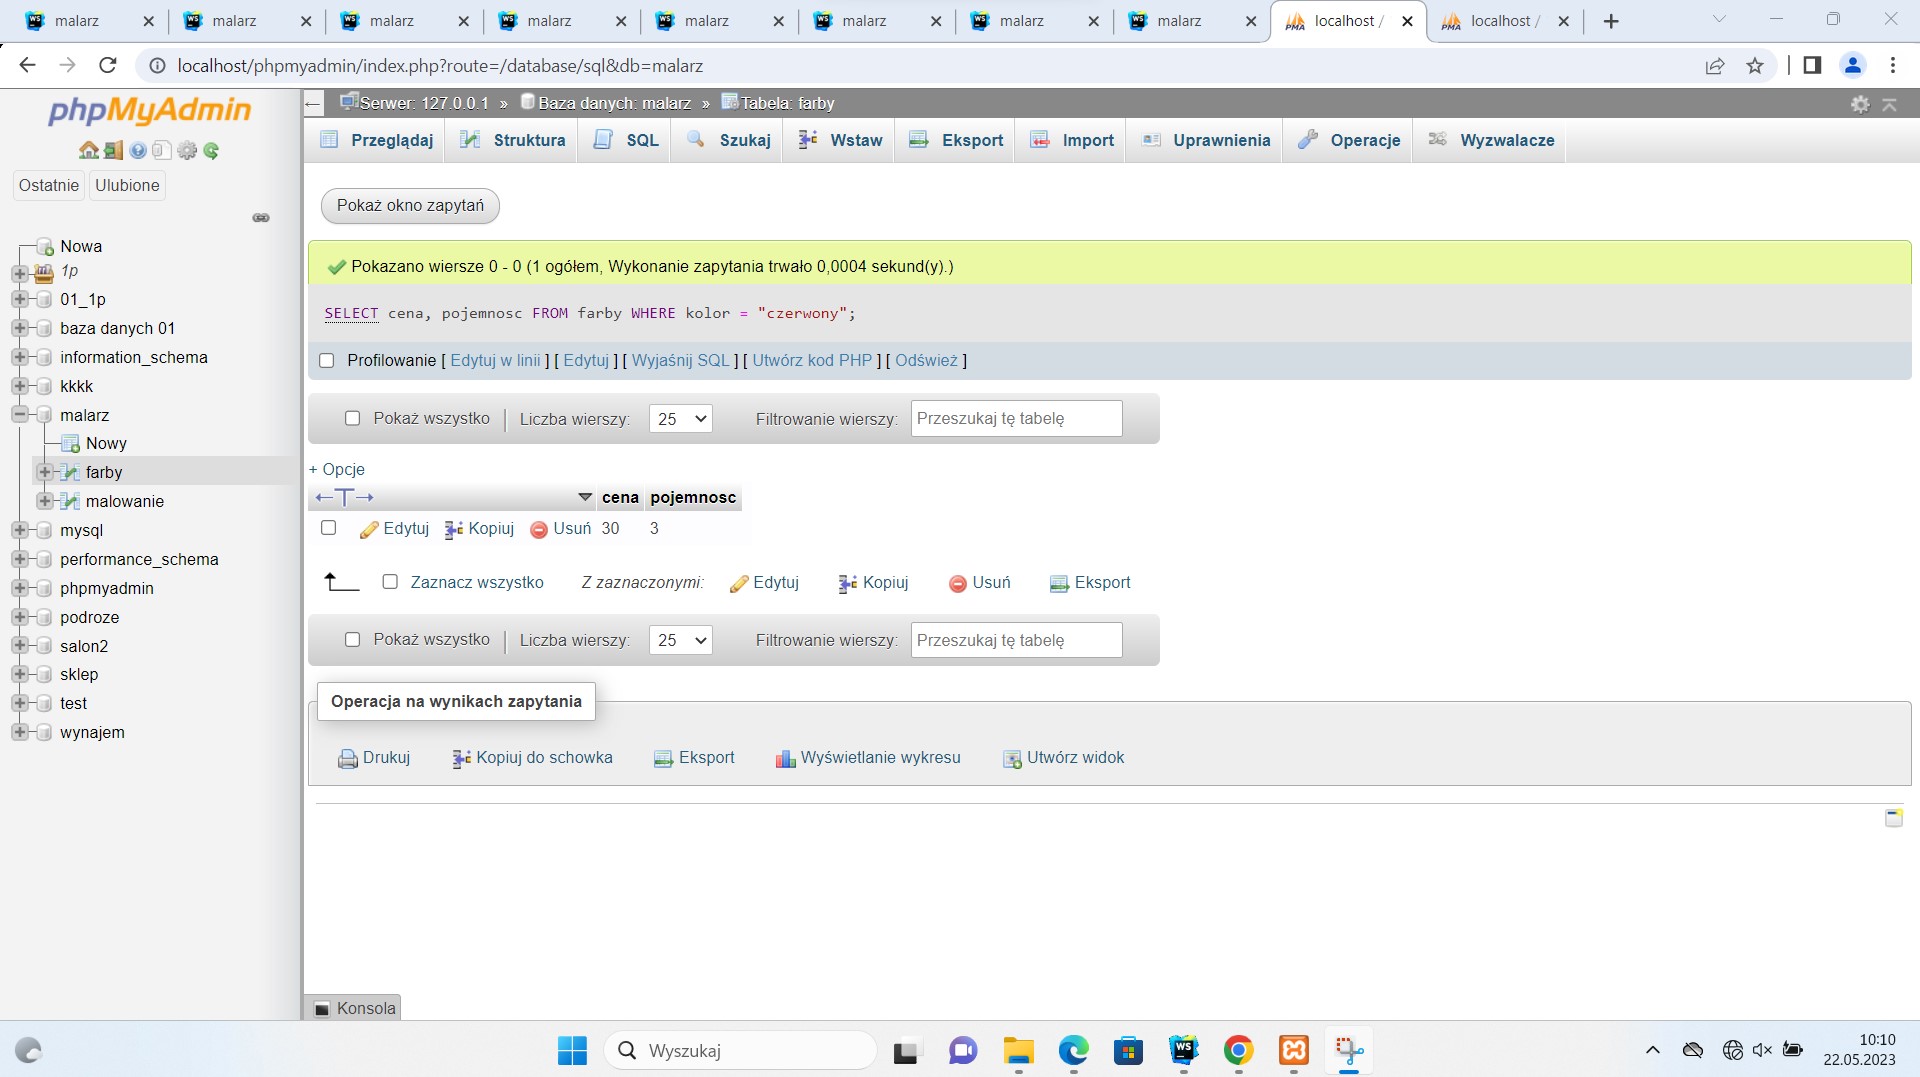 malarz
malarz
malarz
malarz
malarz
malarz
malarz
malarz
localhost /
localhost /
localhost/phpmyadmin/index.php?route=/database/sql&db=malarz
phpMyAdmin
Ostatnie
Ulubione
Nowa
1p
01_1p
baza danych 01
information_schema
kkkk
malarz
Nowy
farby
malowanie
mysql
performance_schema
phpmyadmin
podroze
salon2
sklep
test
wynajem
Serwer: 127.0.0.1 » Baza danych: malarz » Tabela: farby
Przeglądaj Struktura SQL Szukaj Wstaw Eksport Import Uprawnienia Operacje Wyzwalacze
Pokaż okno zapytań
Pokazano wiersze 0 - 0 (1 ogółem, Wykonanie zapytania trwało 0,0004 sekund(y).)
SELECT cena, pojemnosc FROM farby WHERE kolor = "czerwony";
Profilowanie [ Edytuj w linii ] [ Edytuj ] [ Wyjaśnij SQL ] [ Utwórz kod PHP ] [ Odśwież ]
Pokaż wszystko Liczba wierszy: 25 Filtrowanie wierszy: Przeszukaj tę tabelę
+ Opcje
←T→ cena pojemnosc
Edytuj Kopiuj Usuń 30 3
Zaznacz wszystko Z zaznaczonymi: Edytuj Kopiuj Usuń Eksport
Pokaż wszystko Liczba wierszy: 25 Filtrowanie wierszy: Przeszukaj tę tabelę
Operacja na wynikach zapytania
Drukuj Kopiuj do schowka Eksport Wyświetlanie wykresu Utwórz widok
Konsola
Wyszukaj
10:10
22.05.2023